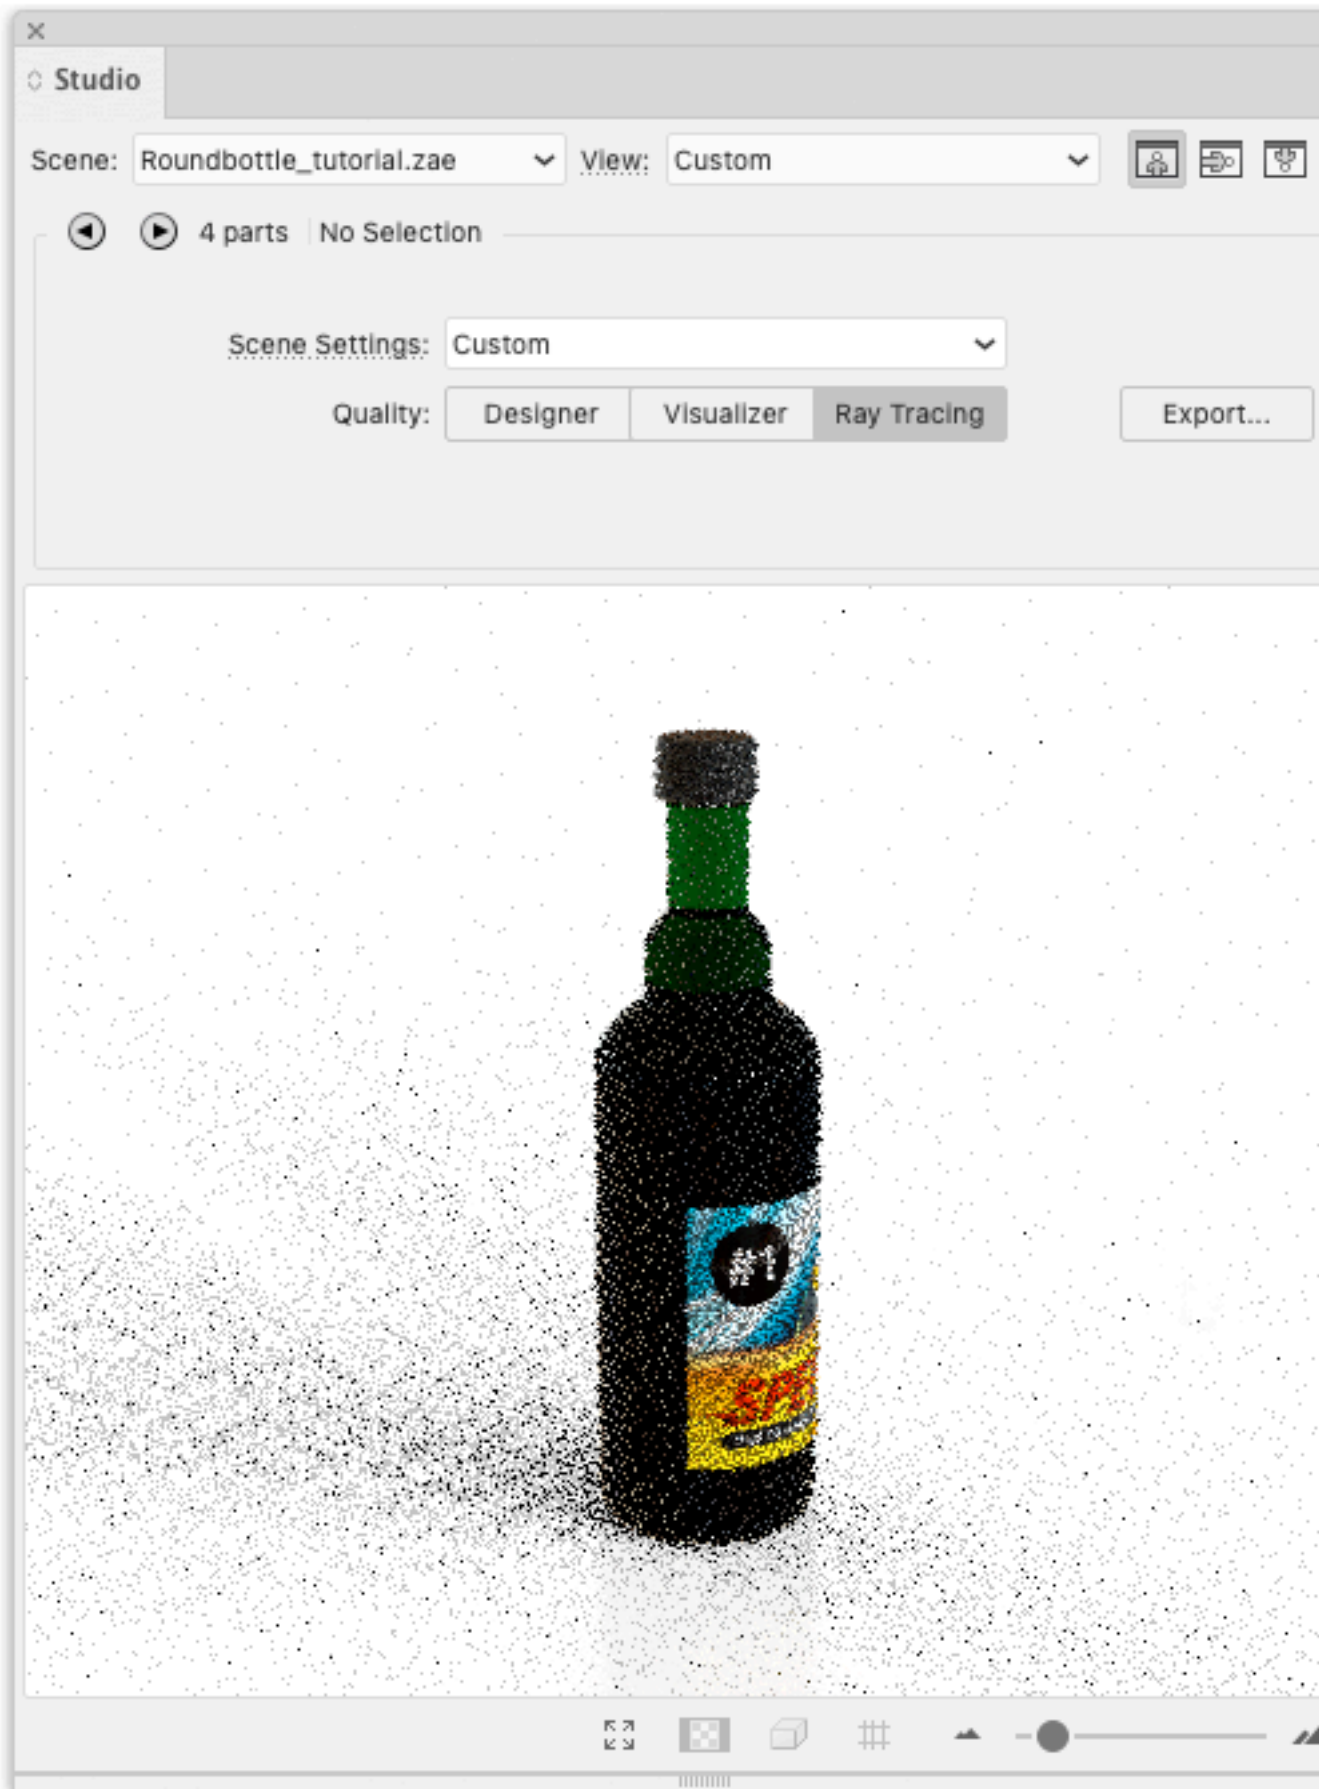 Studio
Scene: Roundbottle_tutorial.zae View: Custom
4 parts No Selection
Scene Settings: Custom
Quality: Designer Visualizer Ray Tracing Export...
#1